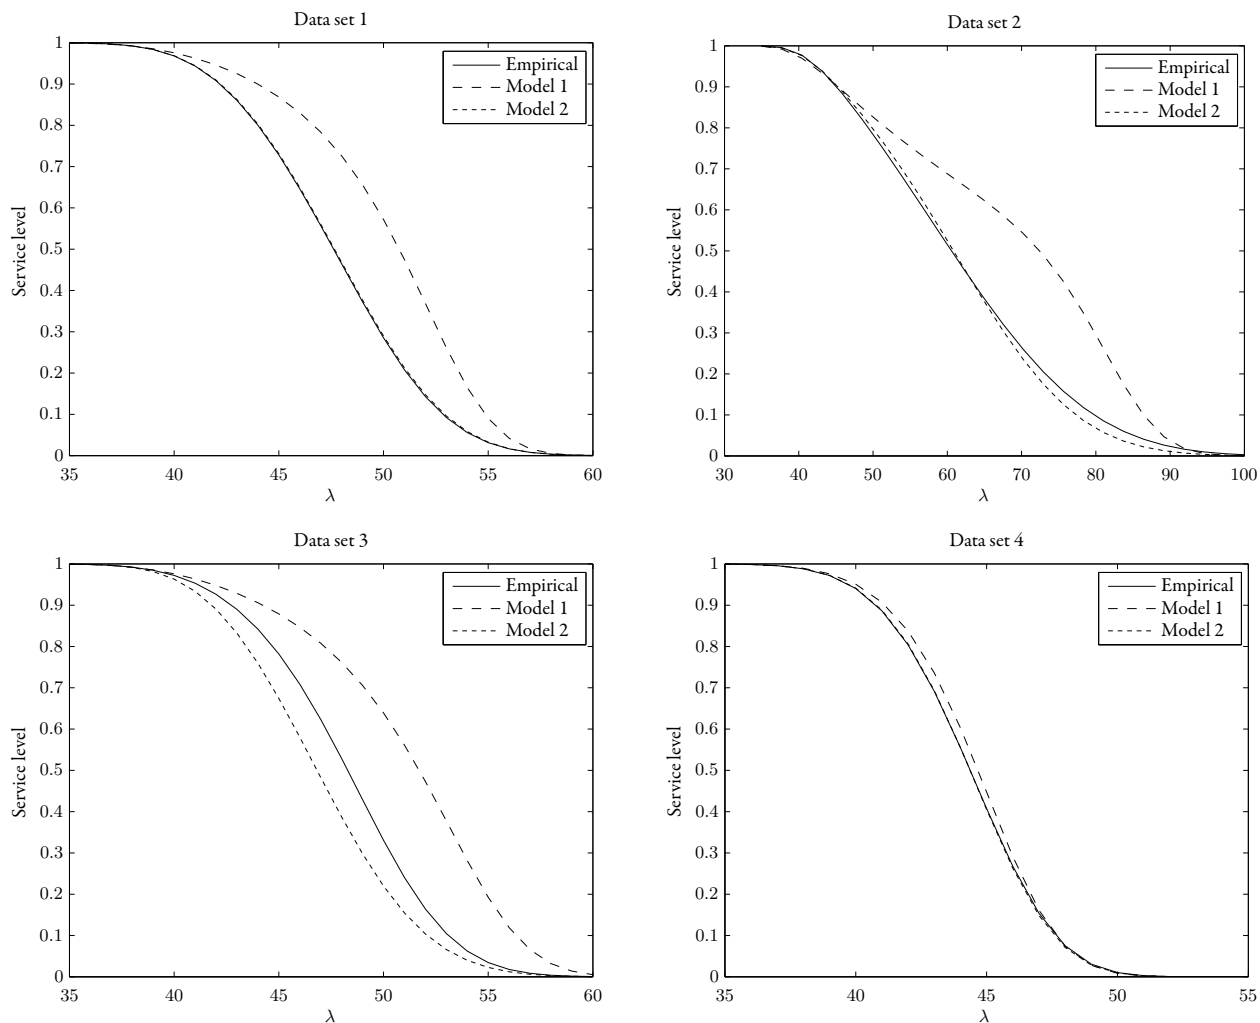 Data set 1
1
0.9
0.8
0.7
0.6
0.5
0.4
0.3
0.2
0.1
0
Service level
35 40 45 50 55 60
λ
Empirical
Model 1
Model 2
Data set 2
1
0.9
0.8
0.7
0.6
0.5
0.4
0.3
0.2
0.1
0
Service level
30 40 50 60 70 80 90 100
λ
Empirical
Model 1
Model 2
Data set 3
1
0.9
0.8
0.7
0.6
0.5
0.4
0.3
0.2
0.1
0
Service level
35 40 45 50 55 60
λ
Empirical
Model 1
Model 2
Data set 4
1
0.9
0.8
0.7
0.6
0.5
0.4
0.3
0.2
0.1
0
Service level
35 40 45 50 55
λ
Empirical
Model 1
Model 2